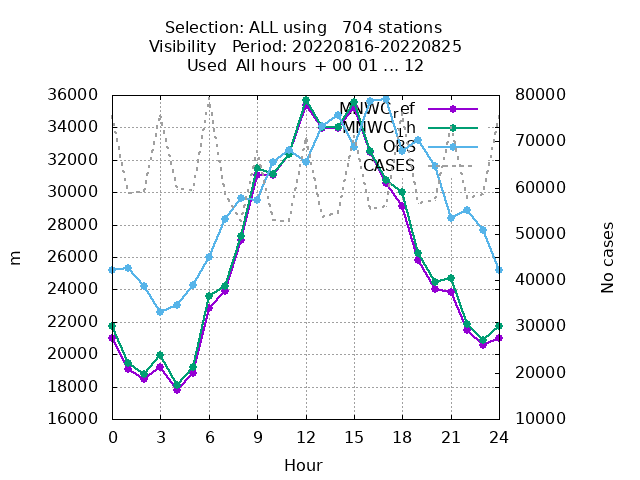 Selection: ALL using   704 stations
Visibility   Period: 20220816-20220825
Used  All hours  + 00 01 ... 12
36000
34000
32000
30000
28000
26000
24000
22000
20000
18000
16000
80000
70000
60000
50000
40000
30000
20000
10000
MNWC_ref
MNWC_1h
OBS
CASES
m
No cases
0 3 6 9 12 15 18 21 24
Hour